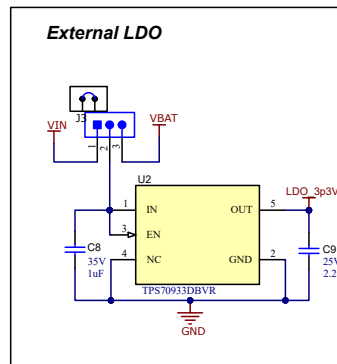 External LDO
J3
VIN
VBAT
1
2
3
U2
LDO_3p3V
1
IN
OUT
5
3
EN
C8
35V
1uF
4
NC
GND
2
C9
25V
2.2
TPS70933DBVR
GND